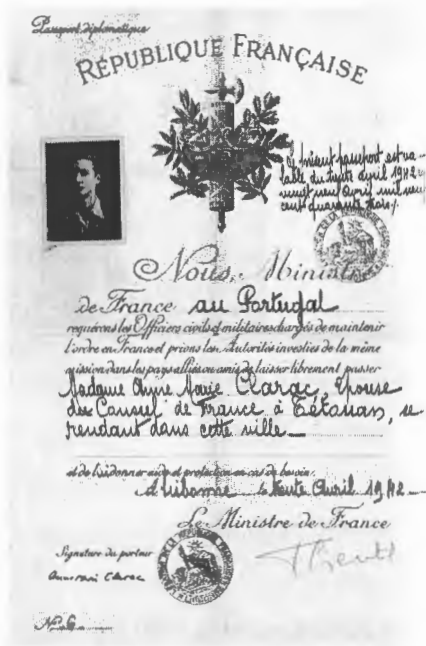 Passeport diplomatique
RÉPUBLIQUE FRANÇAISE
Le présent passeport est va-
lable du trente avril 1942
vingt neuf avril mil neuf
cent quarante trois
Nous, Ministre
de France au Portugal
requérons les Officiers civils et militaires chargés de maintenir
l'ordre en France et prions les Autorités investies de la même
mission dans les pays alliés ou amis de laisser librement passer
Madame Anne Marie Clarac, épouse
du Consul de France à Tétouan, se
rendant dans cette ville
et de lui donner aide et protection en cas de besoin.
à Lisbonne le trente Avril 1942
Le Ministre de France
Signature du porteur
Anne Marie Clarac
N° 6